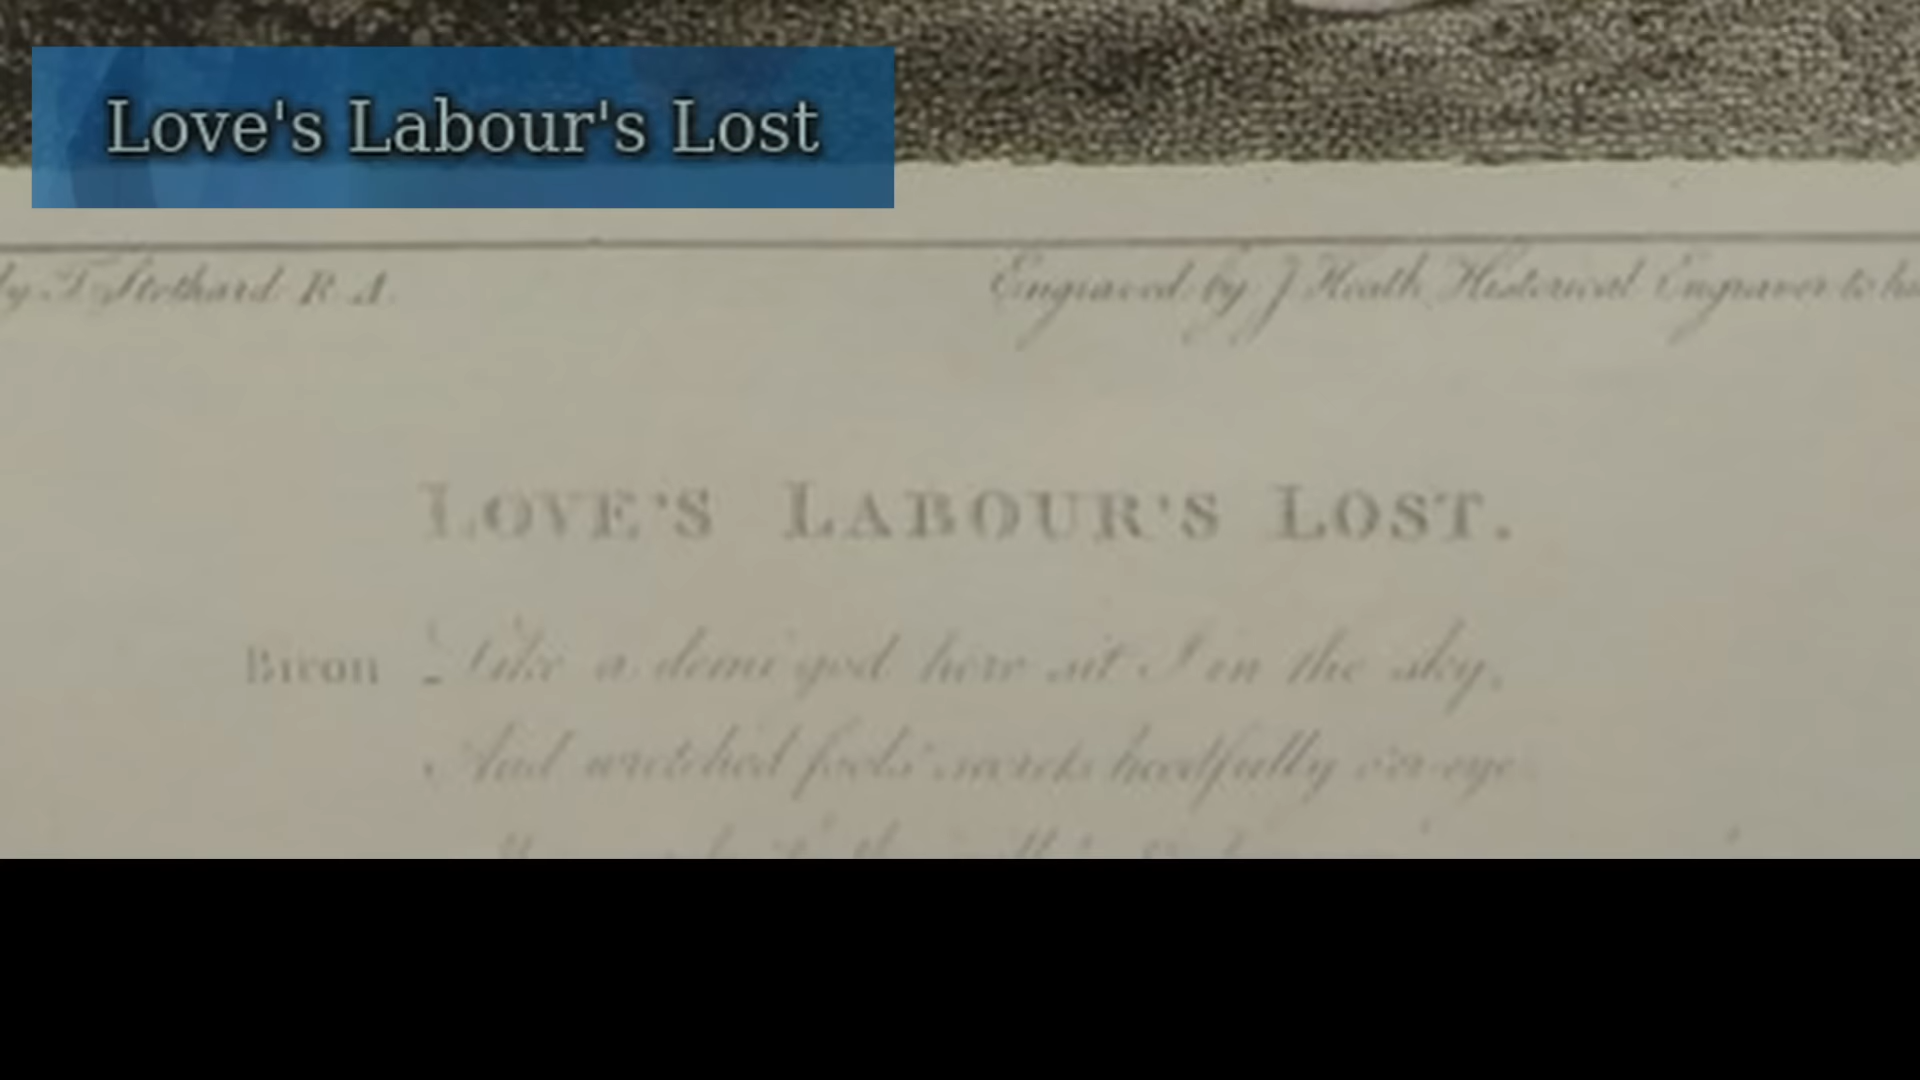 Love's Labour's Lost
by T. Stothard R.A.
Engraved by J Heath Historical Engraver to his
LOVE'S LABOUR'S LOST.
Biron Like a demi god here sit I in the sky,
And wretched fools' secrets heedfully o'er-eye